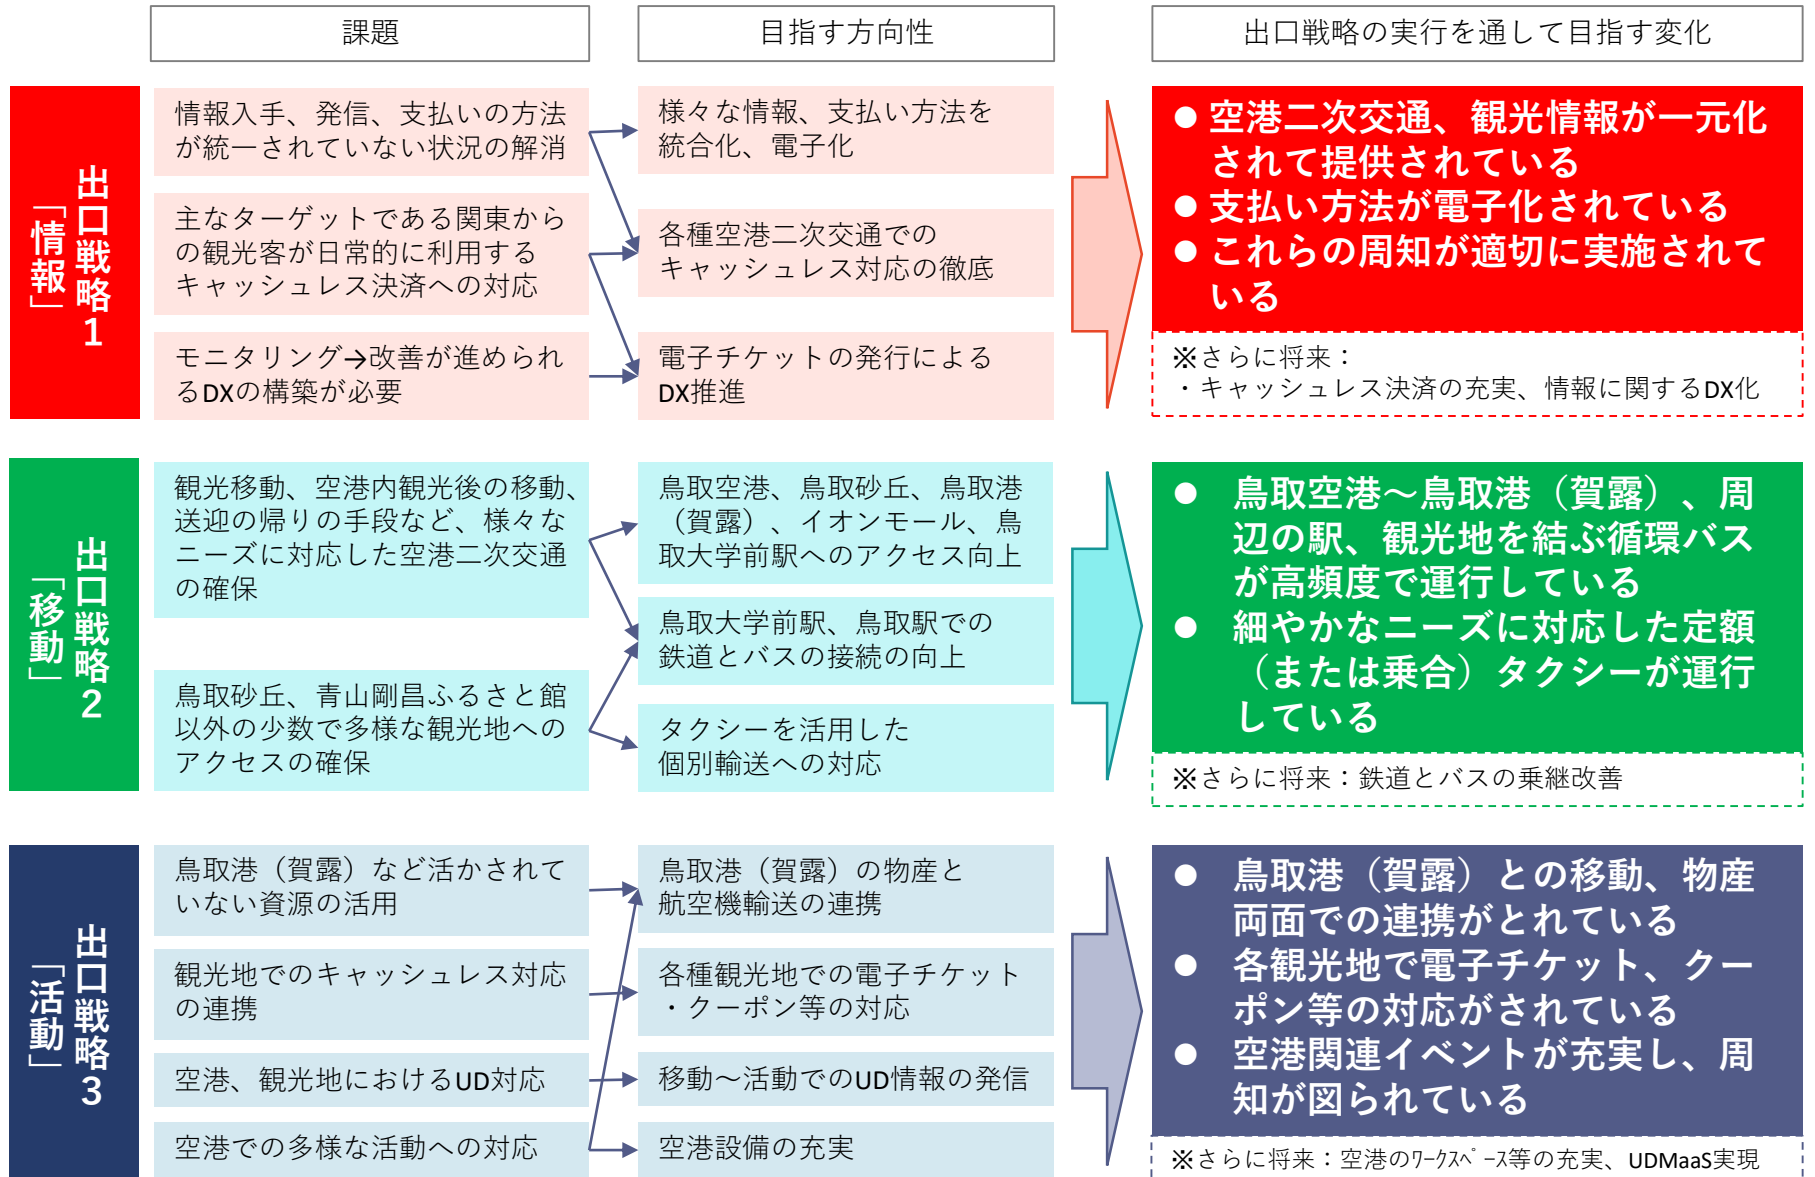 課題
目指す方向性
出口戦略の実行を通して目指す変化
出口戦略1
「情報」
情報入手、発信、支払いの方法
が統一されていない状況の解消
主なターゲットである関東から
の観光客が日常的に利用する
キャッシュレス決済への対応
モニタリング→改善が進められ
るDXの構築が必要
様々な情報、支払い方法を
統合化、電子化
各種空港二次交通での
キャッシュレス対応の徹底
電子チケットの発行による
DX推進
● 空港二次交通、観光情報が一元化
されて提供されている
● 支払い方法が電子化されている
● これらの周知が適切に実施されて
いる
※さらに将来：
・キャッシュレス決済の充実、情報に関するDX化
出口戦略2
「移動」
観光移動、空港内観光後の移動、
送迎の帰りの手段など、様々な
ニーズに対応した空港二次交通
の確保
鳥取砂丘、青山剛昌ふるさと館
以外の少数で多様な観光地への
アクセスの確保
鳥取空港、鳥取砂丘、鳥取港
（賀露）、イオンモール、鳥
取大学前駅へのアクセス向上
鳥取大学前駅、鳥取駅での
鉄道とバスの接続の向上
タクシーを活用した
個別輸送への対応
● 鳥取空港～鳥取港（賀露）、周
辺の駅、観光地を結ぶ循環バス
が高頻度で運行している
● 細やかなニーズに対応した定額
（または乗合）タクシーが運行
している
※さらに将来：鉄道とバスの乗継改善
出口戦略3
「活動」
鳥取港（賀露）など活かされて
いない資源の活用
観光地でのキャッシュレス対応
の連携
空港、観光地におけるUD対応
空港での多様な活動への対応
鳥取港（賀露）の物産と
航空機輸送の連携
各種観光地での電子チケット
・クーポン等の対応
移動～活動でのUD情報の発信
空港設備の充実
● 鳥取港（賀露）との移動、物産
両面での連携がとれている
● 各観光地で電子チケット、クー
ポン等の対応がされている
● 空港関連イベントが充実し、周
知が図られている
※さらに将来：空港のﾜｰｸｽﾍﾟｰｽ等の充実、UDMaaS実現